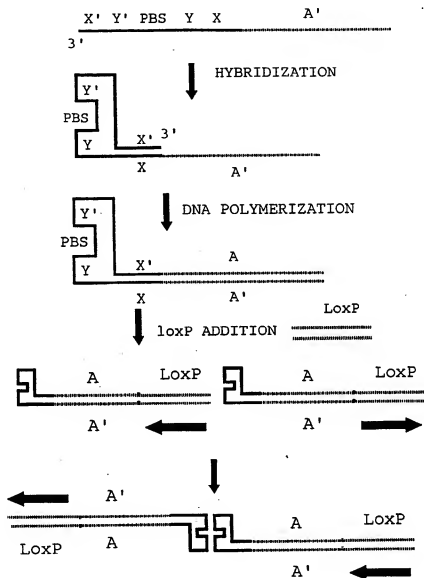 X' Y' PBS Y X A'
3'
HYBRIDIZATION
Y'
PBS
Y X' 3'
X A'
DNA POLYMERIZATION
Y'
PBS
Y X' A
X A'
LoxP
loxP ADDITION
A LoxP A LoxP
A' A'
A'
LoxP A A LoxP
A'